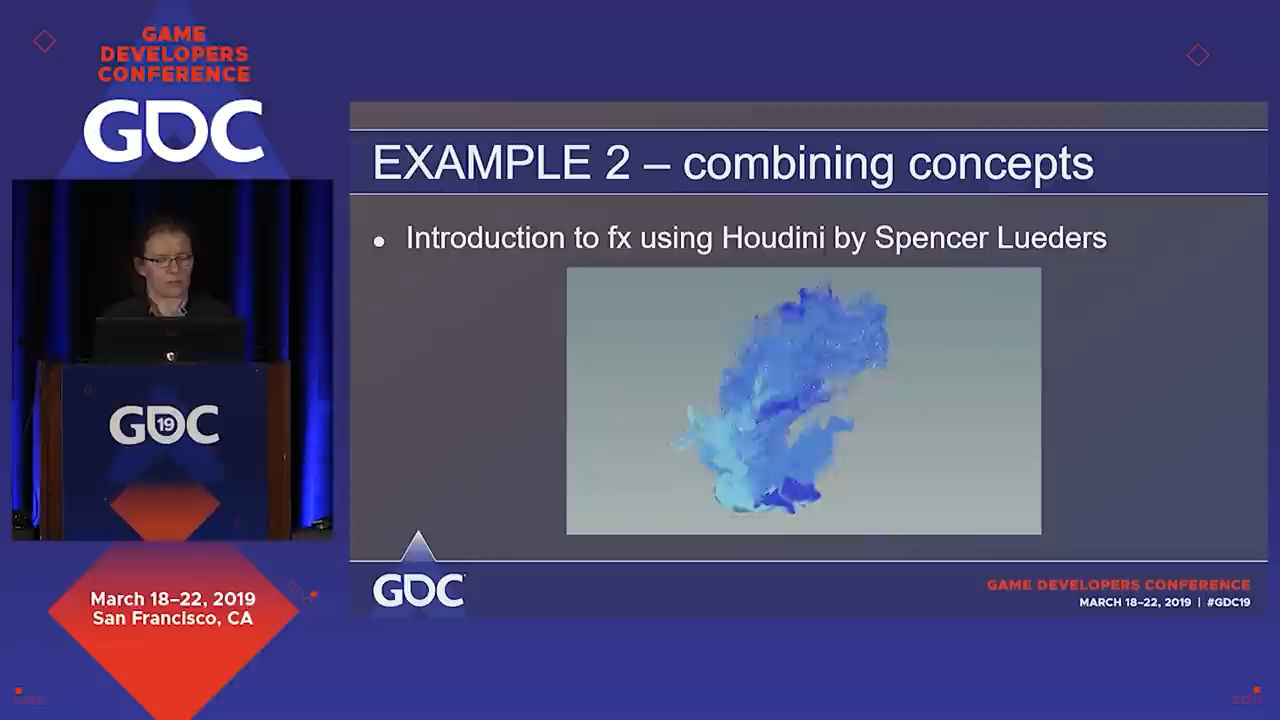 GAME
DEVELOPERS
CONFERENCE
GDC
EXAMPLE 2 – combining concepts
• Introduction to fx using Houdini by Spencer Lueders
GDC
19
March 18–22, 2019
San Francisco, CA
GDC
GAME DEVELOPERS CONFERENCE
MARCH 18–22, 2019 | #GDC19